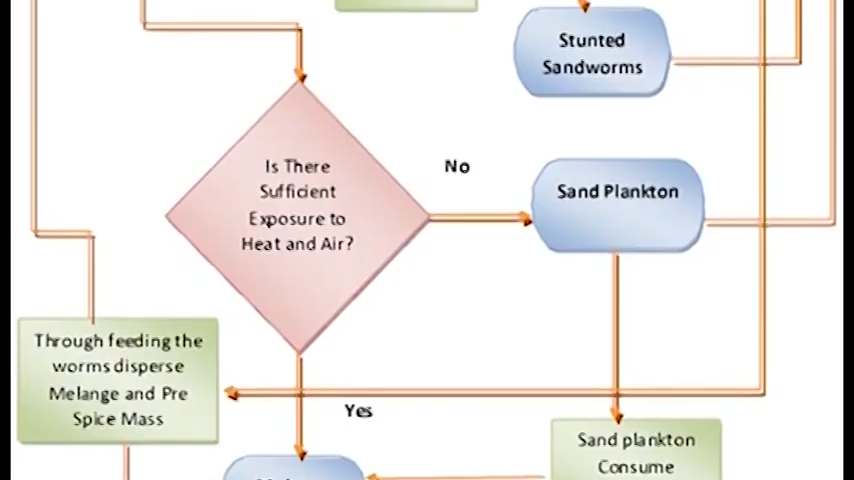 Stunted
Sandworms
Is There
Sufficient
Exposure to
Heat and Air?
No
Sand Plankton
Through feeding the
worms disperse
Melange and Pre
Spice Mass
Yes
Sand plankton
Consume